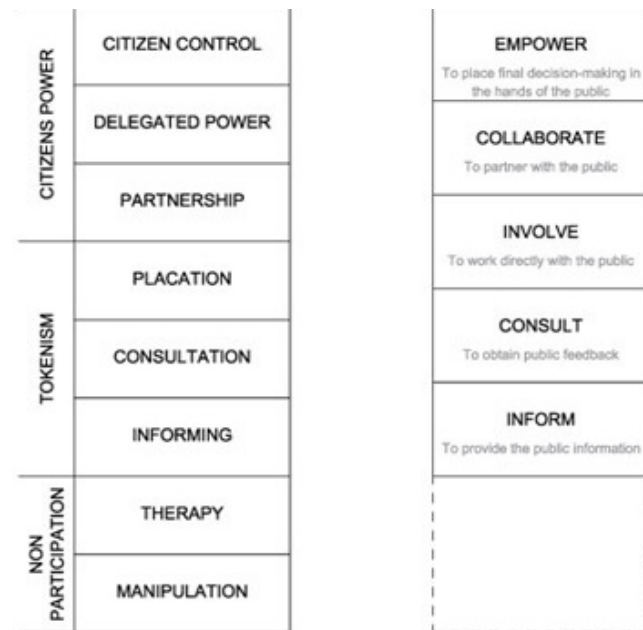 CITIZENS POWER
CITIZEN CONTROL
DELEGATED POWER
PARTNERSHIP
TOKENISM
PLACATION
CONSULTATION
INFORMING
NON
PARTICIPATION
THERAPY
MANIPULATION
EMPOWER
To place final decision-making in
the hands of the public
COLLABORATE
To partner with the public
INVOLVE
To work directly with the public
CONSULT
To obtain public feedback
INFORM
To provide the public information